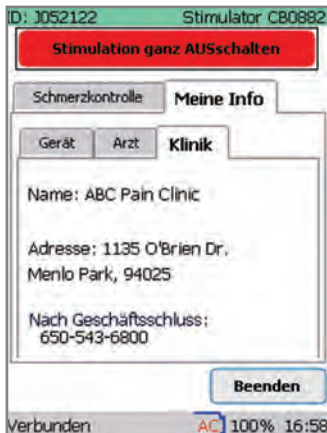 ID: J052122 Stimulator CB0882
Stimulation ganz AUSschalten
Schmerzkontrolle Meine Info
Gerät Arzt Klinik
Name: ABC Pain Clinic
Adresse: 1135 O'Brien Dr.
Menlo Park, 94025
Nach Geschäftsschluss:
650-543-6800
Beenden
Verbunden AC 100% 16:58